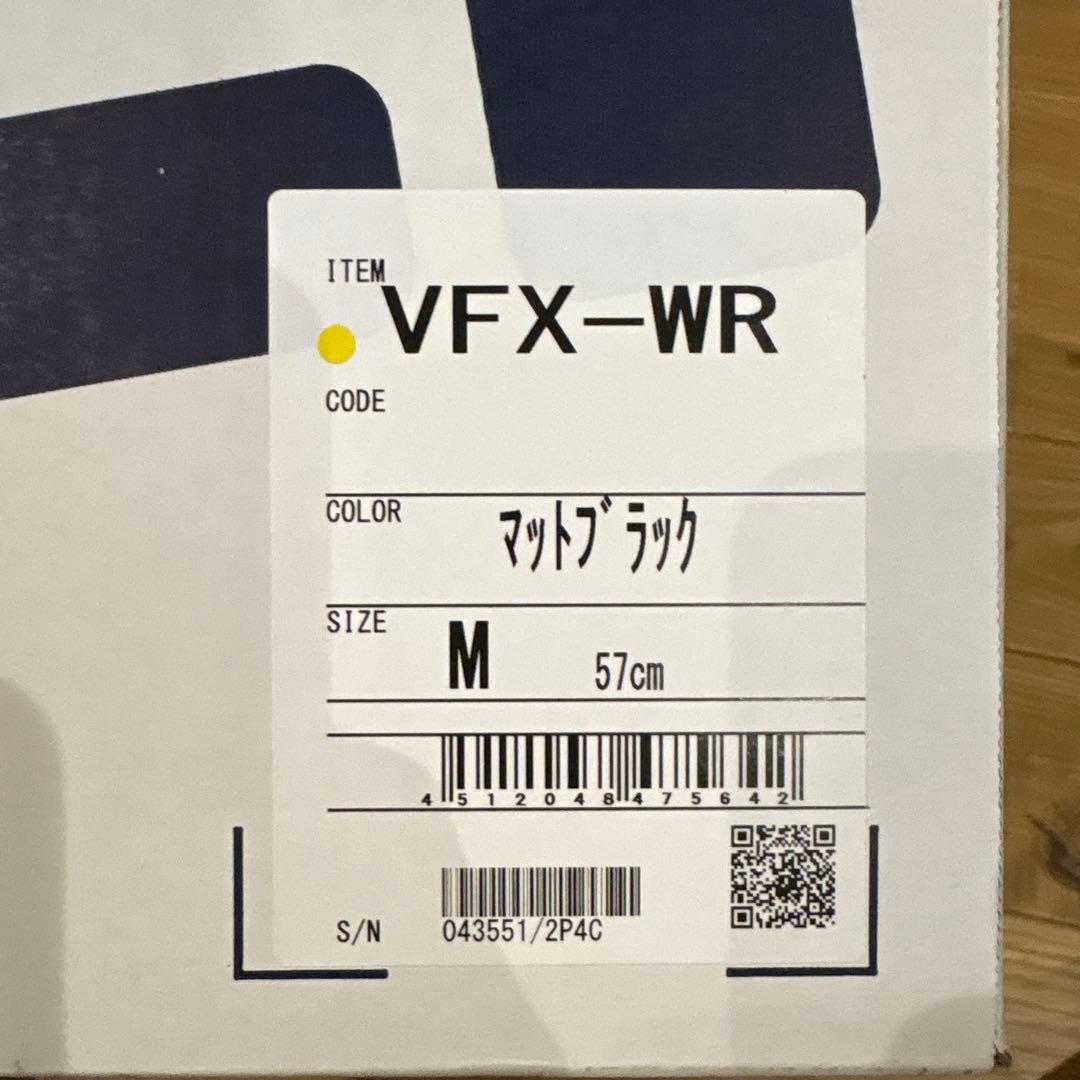 ITEM
VFX-WR
CODE
COLOR ﾏｯﾄﾌﾞﾗｯｸ
SIZE M 57cm
4512048475642
S/N 043551/2P4C